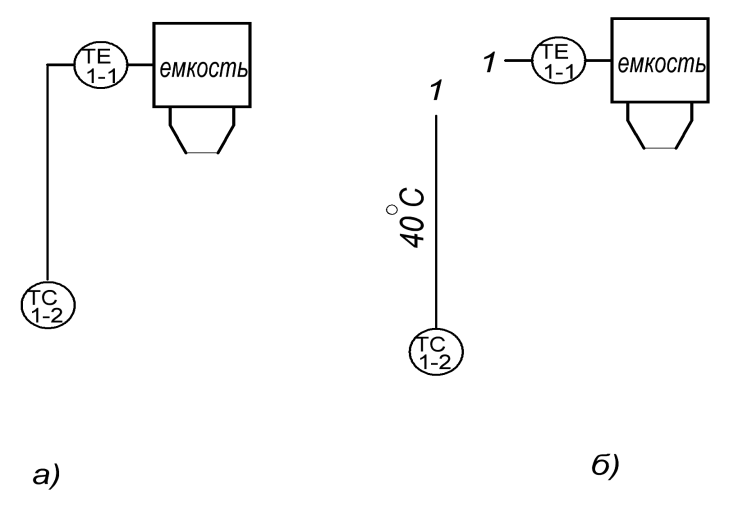 TE
1-1
емкость
TC
1-2
а)
1
TE
1-1
емкость
1
40°C
TC
1-2
б)